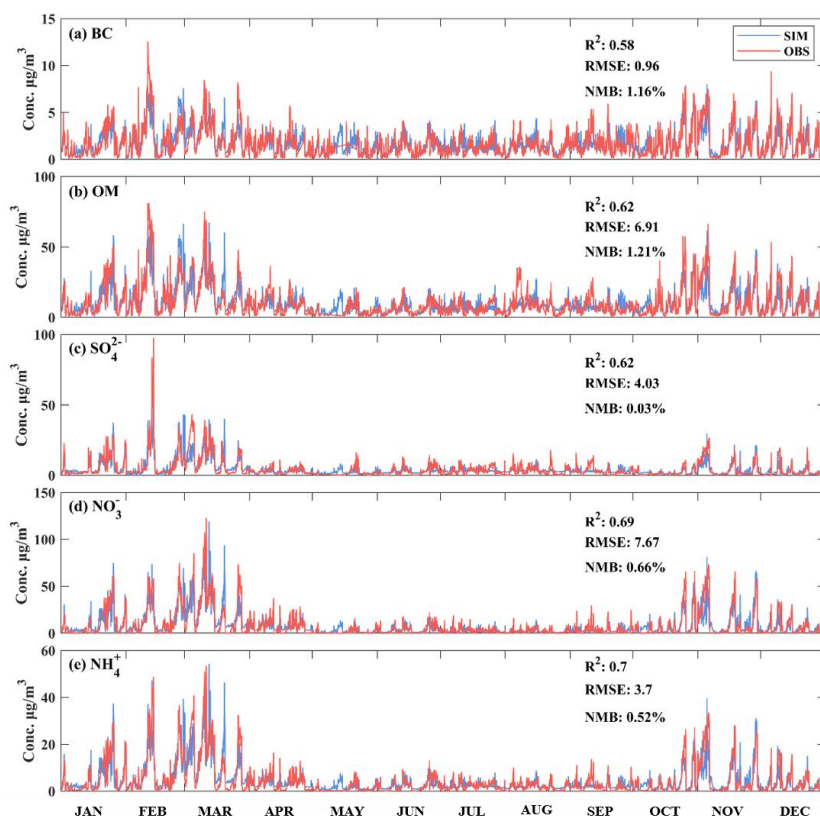 (a) BC
R²: 0.58
RMSE: 0.96
NMB: 1.16%
SIM
OBS
Conc. μg/m³
15
10
5
0
(b) OM
R²: 0.62
RMSE: 6.91
NMB: 1.21%
Conc. μg/m³
100
50
0
(c) SO₄²⁻
R²: 0.62
RMSE: 4.03
NMB: 0.03%
Conc. μg/m³
100
50
0
(d) NO₃⁻
R²: 0.69
RMSE: 7.67
NMB: 0.66%
Conc. μg/m³
150
100
50
0
(e) NH₄⁺
R²: 0.7
RMSE: 3.7
NMB: 0.52%
Conc. μg/m³
60
40
20
0
JAN FEB MAR APR MAY JUN JUL AUG SEP OCT NOV DEC